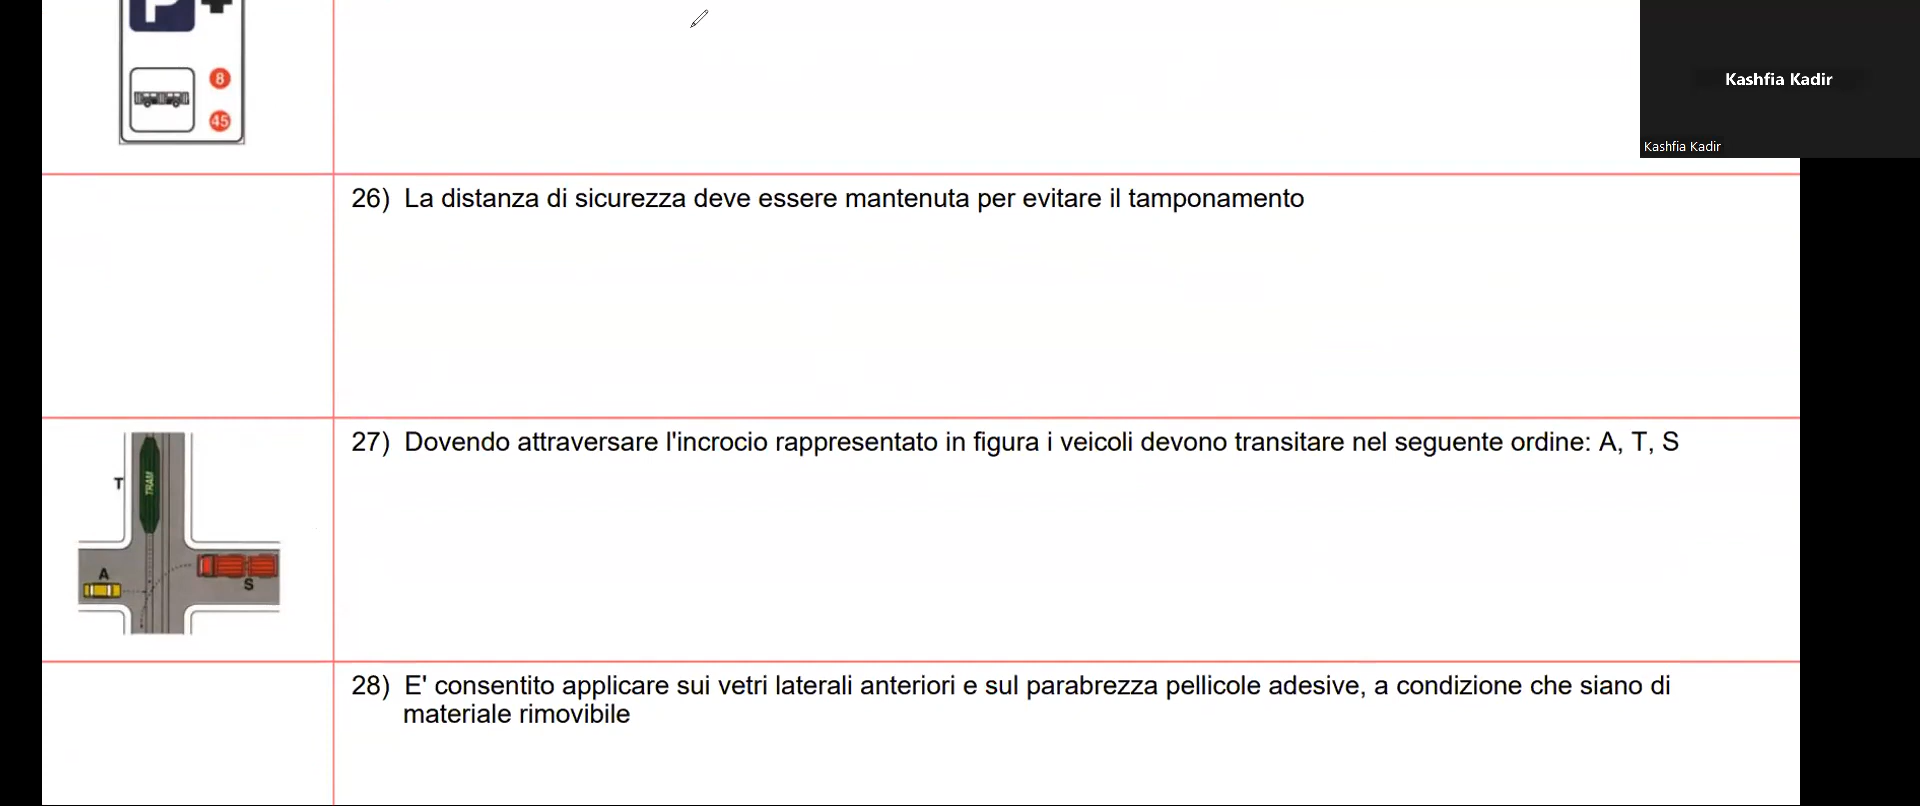 P +
8
45
Kashfia Kadir
Kashfia Kadir
26) La distanza di sicurezza deve essere mantenuta per evitare il tamponamento
27) Dovendo attraversare l'incrocio rappresentato in figura i veicoli devono transitare nel seguente ordine: A, T, S
T
TRAM
A
S
28) E' consentito applicare sui vetri laterali anteriori e sul parabrezza pellicole adesive, a condizione che siano di
materiale rimovibile